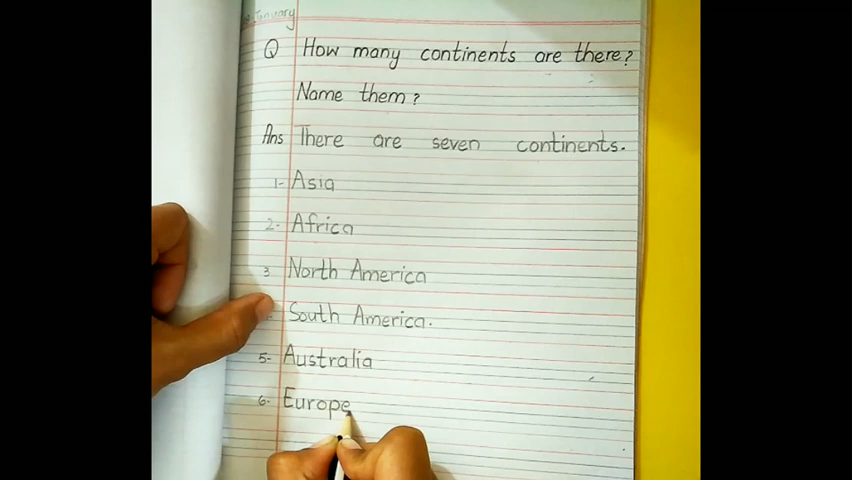 January
Q How many continents are there?
Name them?
Ans There are seven continents.
1- Asia
2- Africa
3 North America
South America.
5- Australia
6- Europe